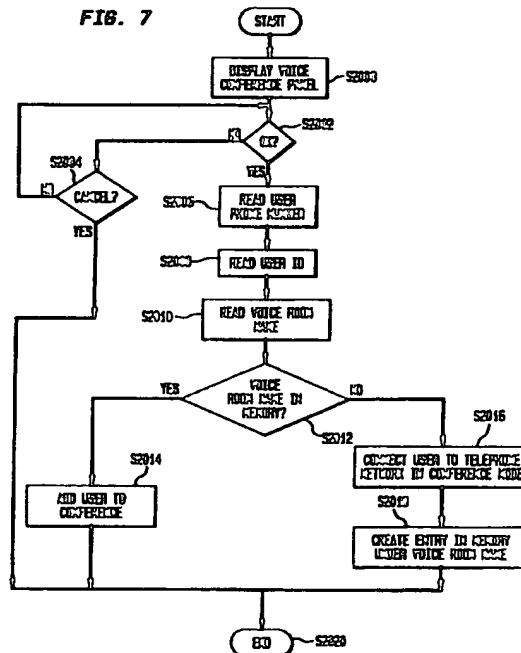 FIG. 7
START
DISPLAY VOICE
CONFERENCE PANEL
S2000
OK?
S2002
NO
YES
S2004
CANCEL?
NO
YES
READ USER
PHONE NUMBER
READ USER ID
S2010
READ VOICE ROOM
NAME
VOICE
ROOM NAME IN
MEMORY?
YES
NO
S2012
S2014
ADD USER TO
CONFERENCE
S2016
CONNECT USER TO TELEPHONE
NETWORK IN CONFERENCE MODE
CREATE ENTRY IN MEMORY
UNDER VOICE ROOM NAME
END
S2020